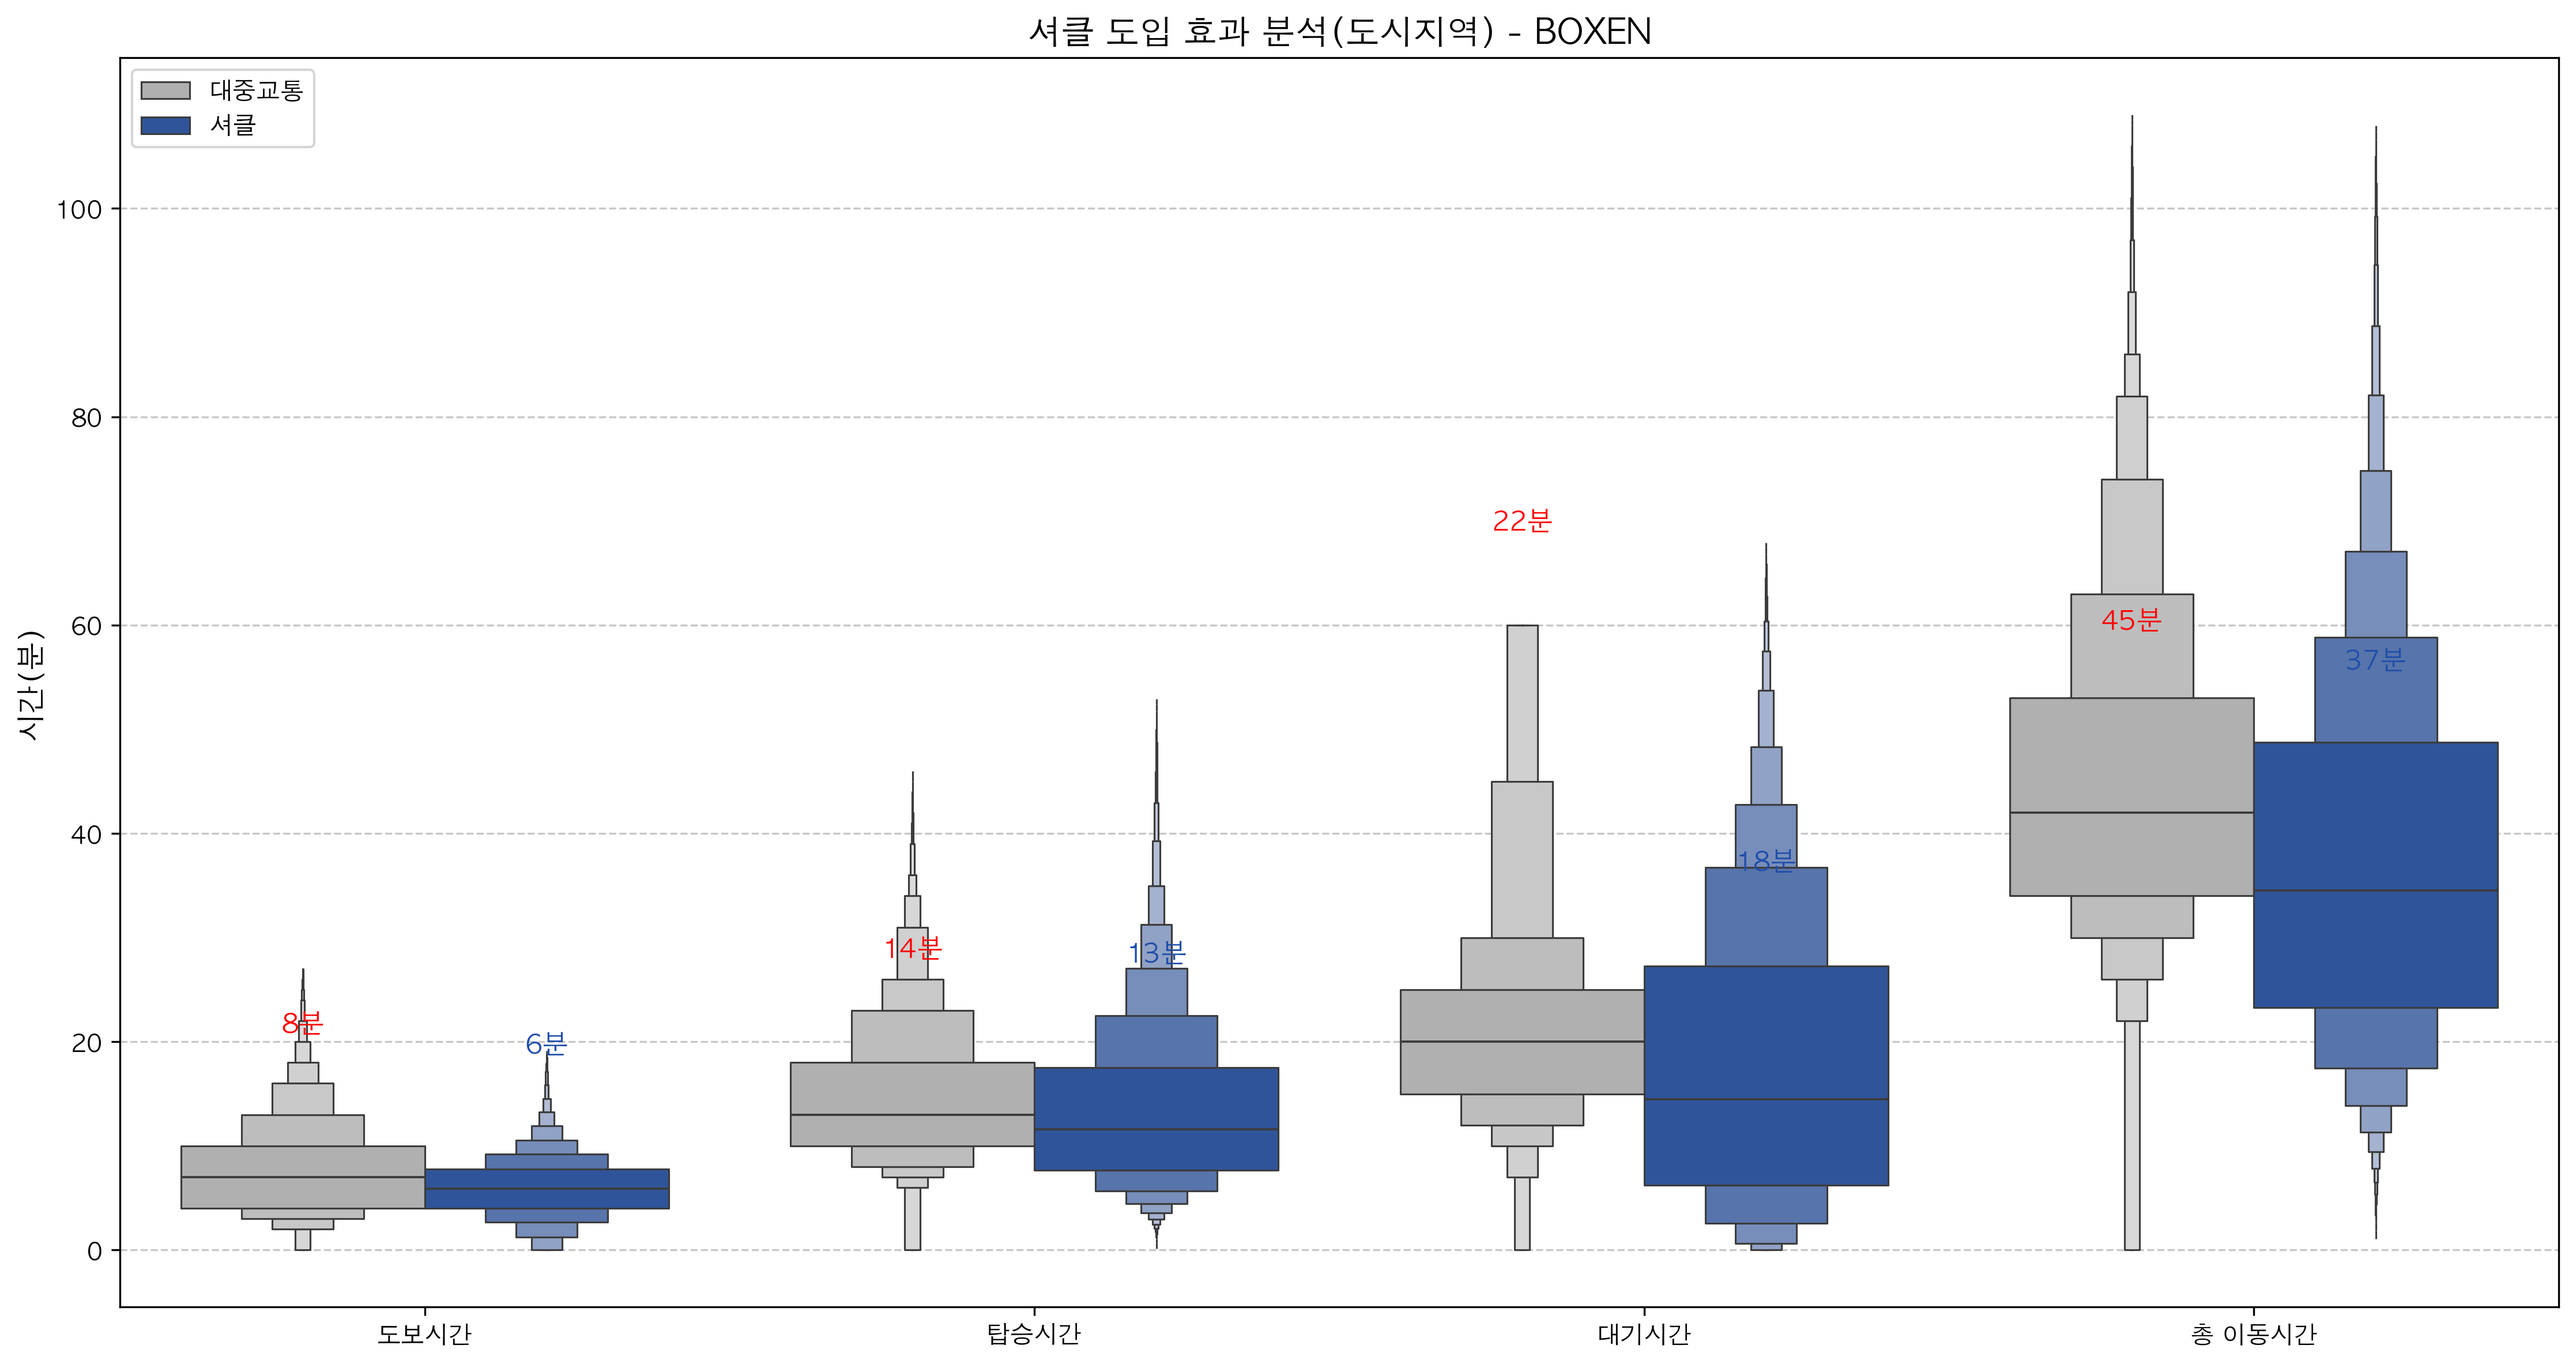 셔클 도입 효과 분석(도시지역) - BOXEN
대중교통
셔클
시간(분)
100
80
60
40
20
0
22분
45분
37분
18분
14분
13분
8분
6분
도보시간
탑승시간
대기시간
총 이동시간